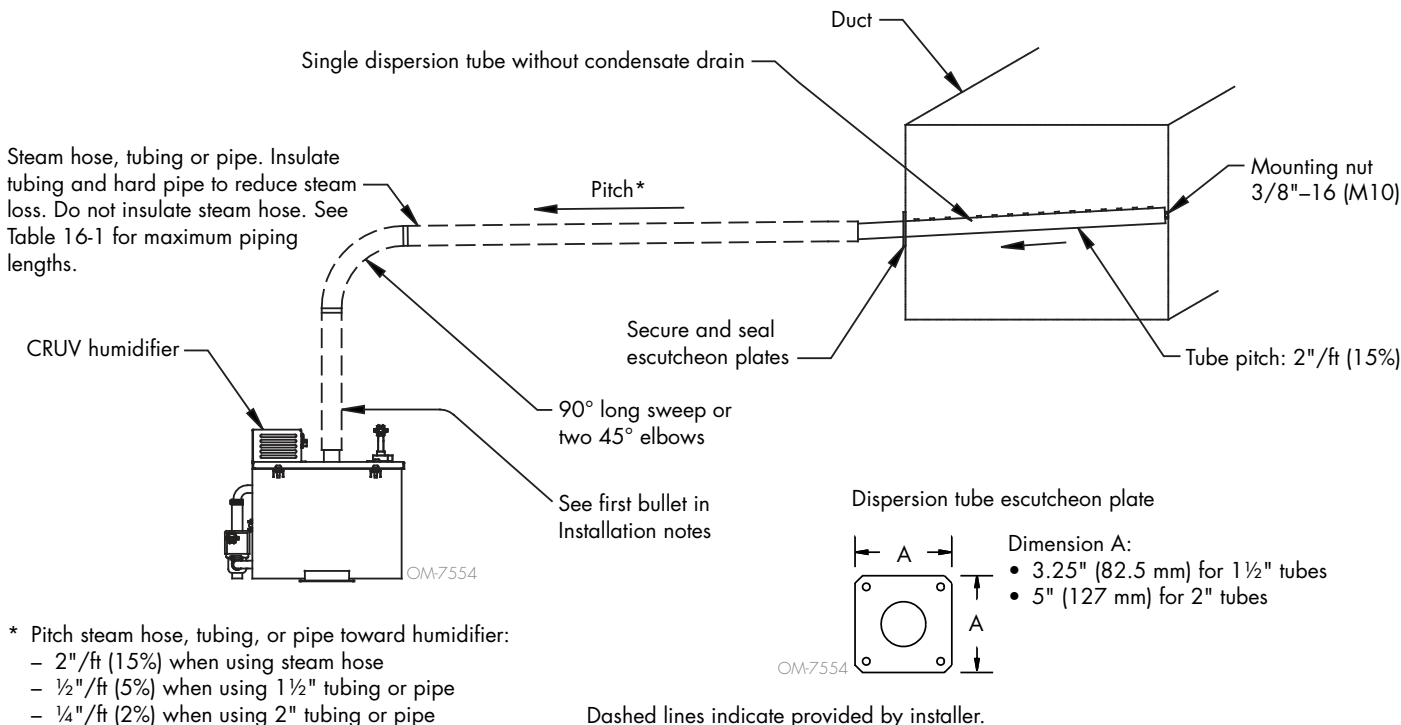 Duct
Single dispersion tube without condensate drain
Steam hose, tubing or pipe. Insulate
tubing and hard pipe to reduce steam
loss. Do not insulate steam hose. See
Table 16-1 for maximum piping
lengths.
Pitch*
Mounting nut
3/8"–16 (M10)
CRUV humidifier
Secure and seal
escutcheon plates
Tube pitch: 2"/ft (15%)
90° long sweep or
two 45° elbows
See first bullet in
Installation notes
OM-7554
Dispersion tube escutcheon plate
A
A
Dimension A:
• 3.25" (82.5 mm) for 1½" tubes
• 5" (127 mm) for 2" tubes
OM-7554
* Pitch steam hose, tubing, or pipe toward humidifier:
– 2"/ft (15%) when using steam hose
– ½"/ft (5%) when using 1½" tubing or pipe
– ¼"/ft (2%) when using 2" tubing or pipe
Dashed lines indicate provided by installer.